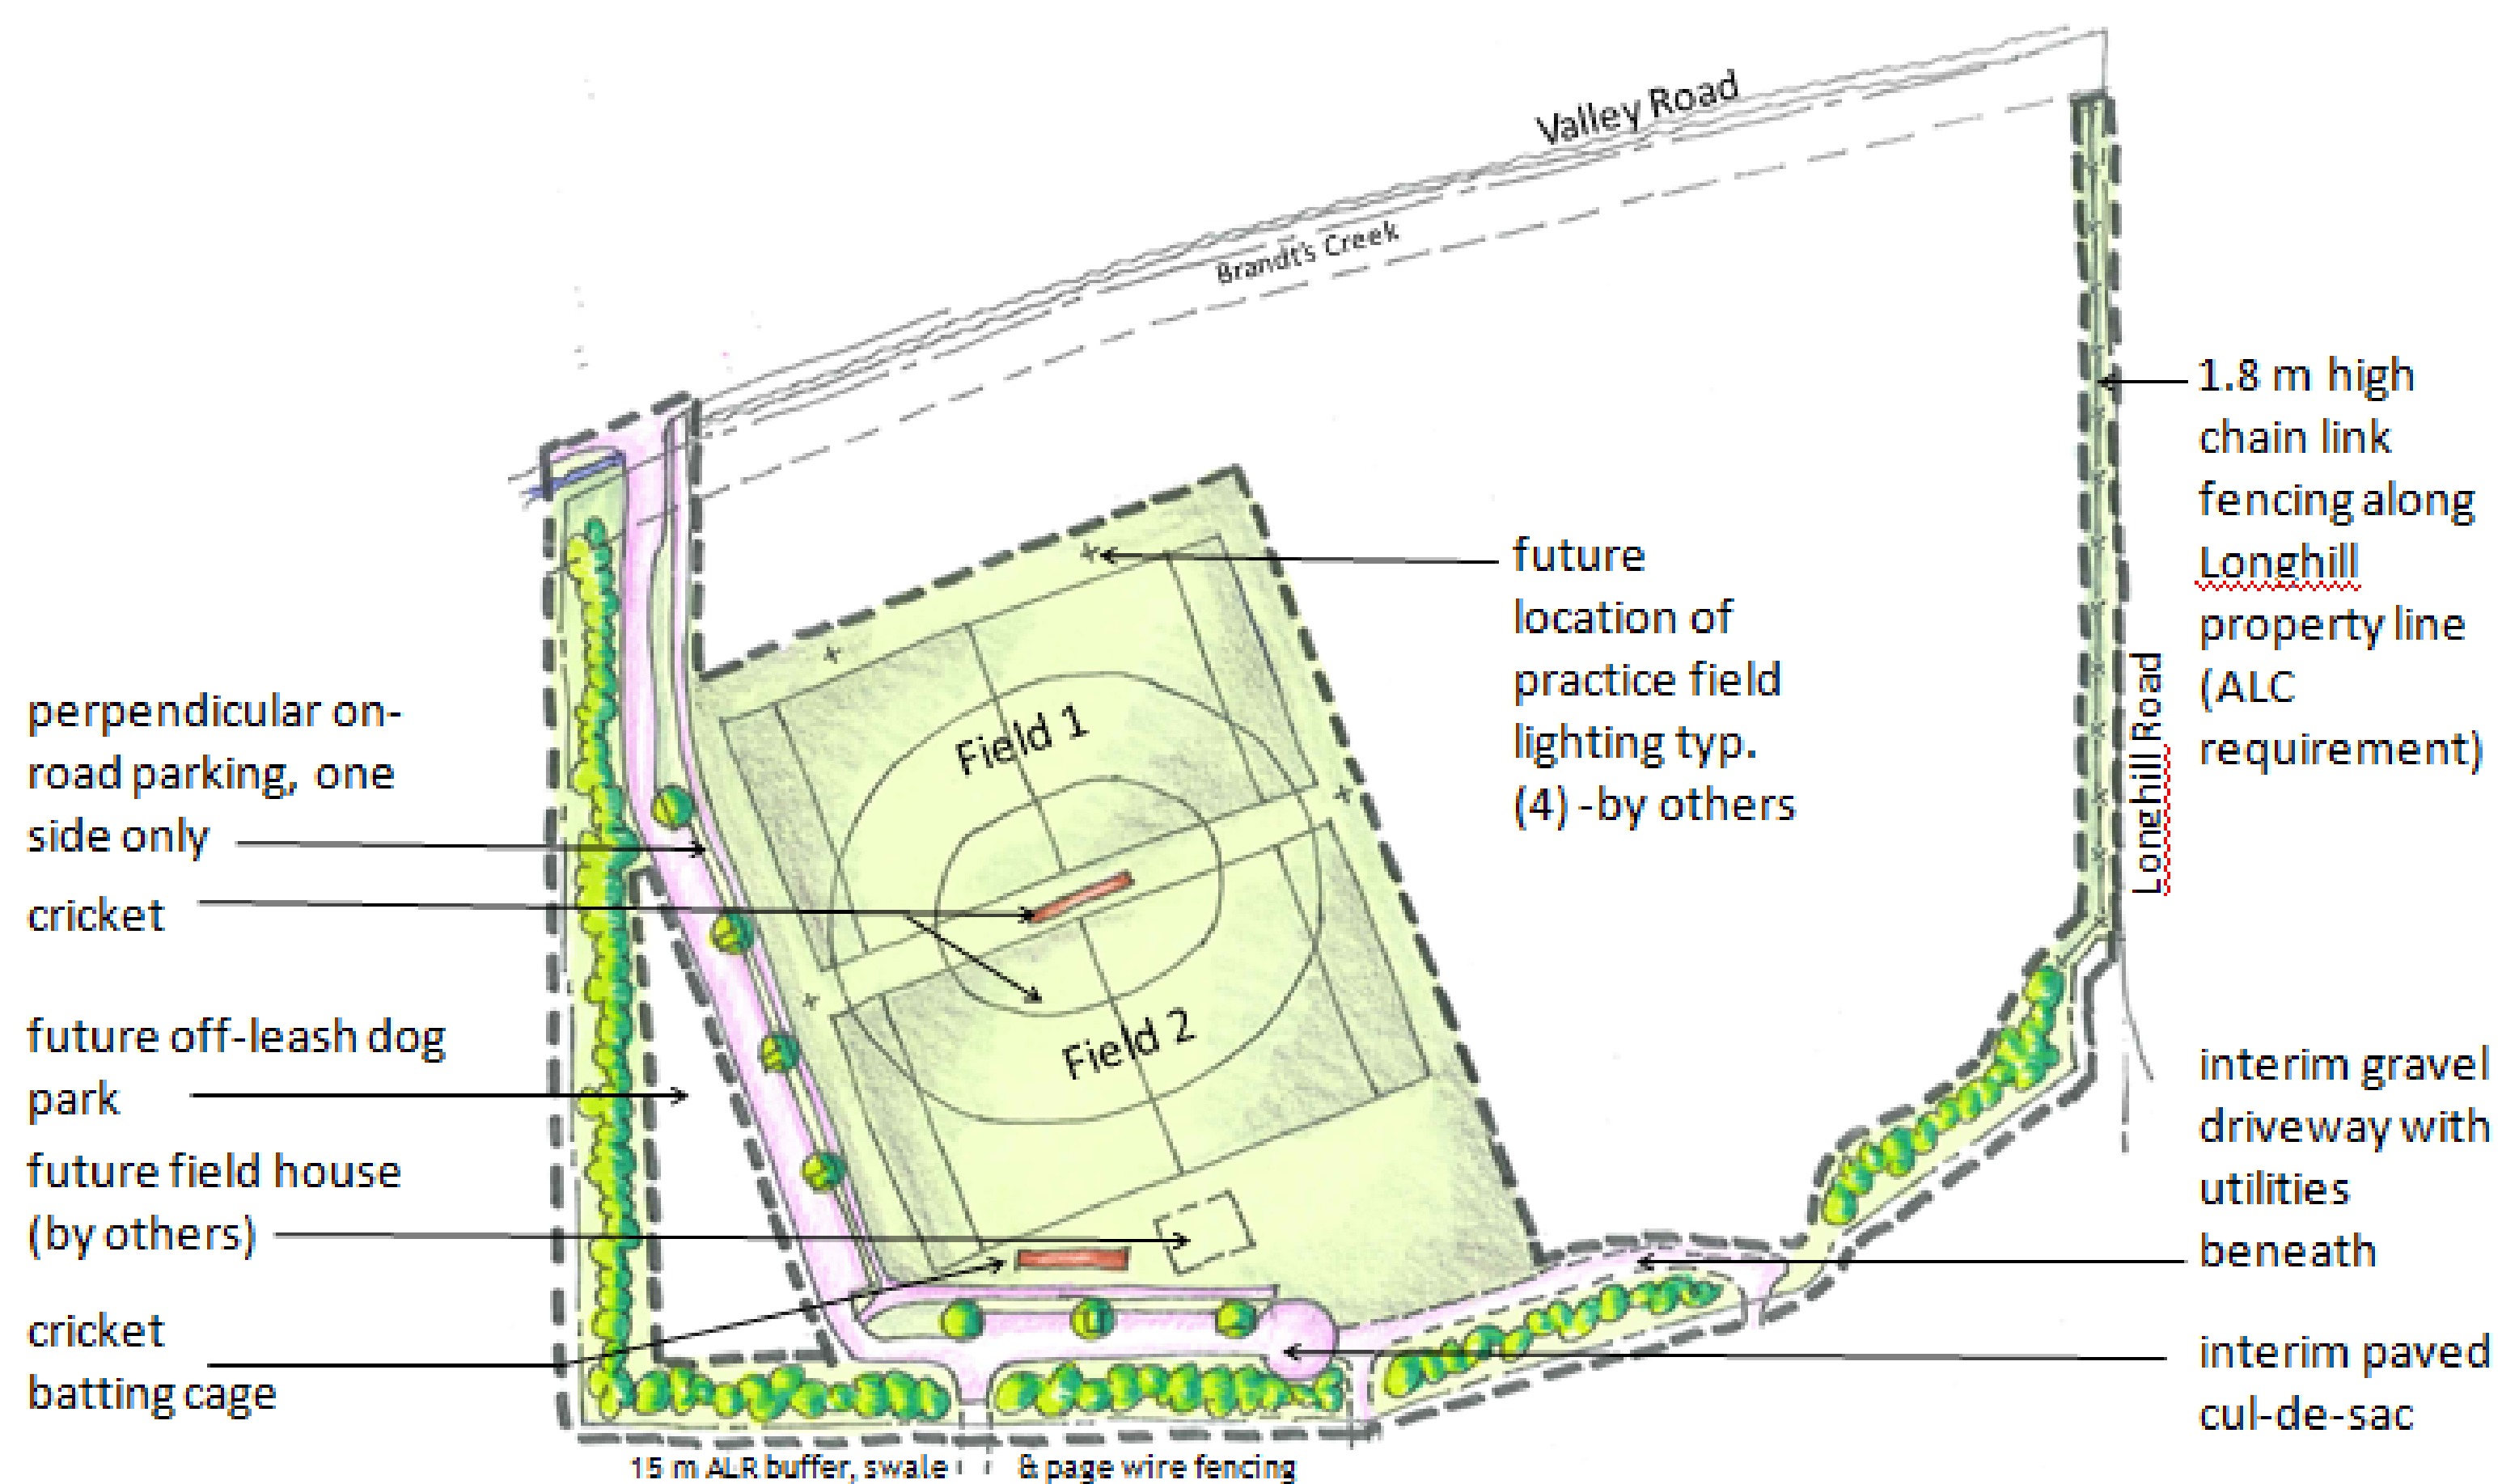 Valley Road
Brandt's Creek
1.8 m high
chain link
fencing along
Longhill
property line
(ALC
requirement)
Longhill Road
future
location of
practice field
lighting typ.
(4) -by others
Field 1
Field 2
perpendicular on-
road parking, one
side only
cricket
future off-leash dog
park
future field house
(by others)
cricket
batting cage
interim gravel
driveway with
utilities
beneath
interim paved
cul-de-sac
15 m ALR buffer, swale & page wire fencing